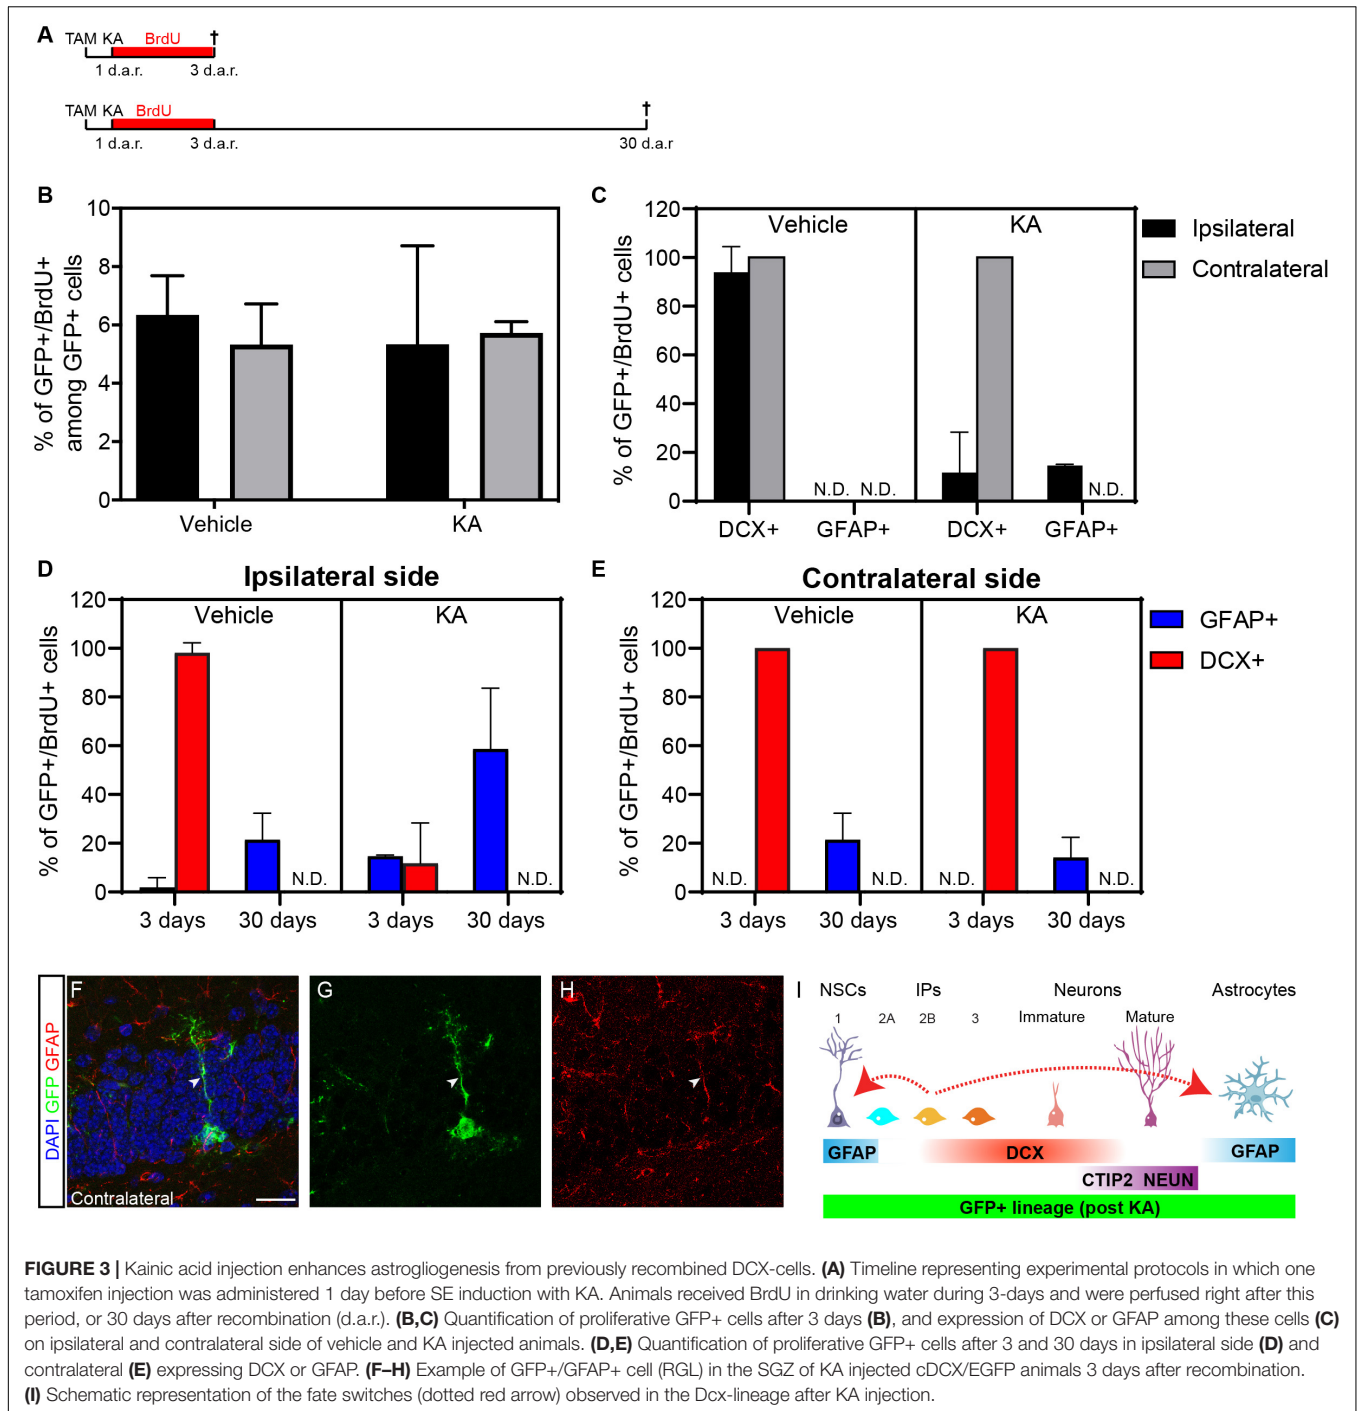 A
TAM KA BrdU †
1 d.a.r. 3 d.a.r.
TAM KA BrdU †
1 d.a.r. 3 d.a.r. 30 d.a.r
B
% of GFP+/BrdU+
among GFP+ cells
10
8
6
4
2
0
Vehicle KA
C
% of GFP+/BrdU+ cells
120
100
80
60
40
20
0
Vehicle KA
N.D. N.D. N.D.
DCX+ GFAP+ DCX+ GFAP+
Ipsilateral
Contralateral
D
Ipsilateral side
% of GFP+/BrdU+ cells
120
100
80
60
40
20
0
Vehicle KA
N.D. N.D.
3 days 30 days 3 days 30 days
E
Contralateral side
% of GFP+/BrdU+ cells
120
100
80
60
40
20
0
Vehicle KA
N.D. N.D. N.D. N.D.
3 days 30 days 3 days 30 days
GFAP+
DCX+
DAPI GFP GFAP
F
Contralateral
G
H
I
NSCs IPs Neurons Astrocytes
1 2A 2B 3 Immature Mature
GFAP DCX GFAP
CTIP2 NEUN
GFP+ lineage (post KA)
FIGURE 3 | Kainic acid injection enhances astrogliogenesis from previously recombined DCX-cells. (A) Timeline representing experimental protocols in which one
tamoxifen injection was administered 1 day before SE induction with KA. Animals received BrdU in drinking water during 3-days and were perfused right after this
period, or 30 days after recombination (d.a.r.). (B,C) Quantification of proliferative GFP+ cells after 3 days (B), and expression of DCX or GFAP among these cells (C)
on ipsilateral and contralateral side of vehicle and KA injected animals. (D,E) Quantification of proliferative GFP+ cells after 3 and 30 days in ipsilateral side (D) and
contralateral (E) expressing DCX or GFAP. (F–H) Example of GFP+/GFAP+ cell (RGL) in the SGZ of KA injected cDCX/EGFP animals 3 days after recombination.
(I) Schematic representation of the fate switches (dotted red arrow) observed in the Dcx-lineage after KA injection.